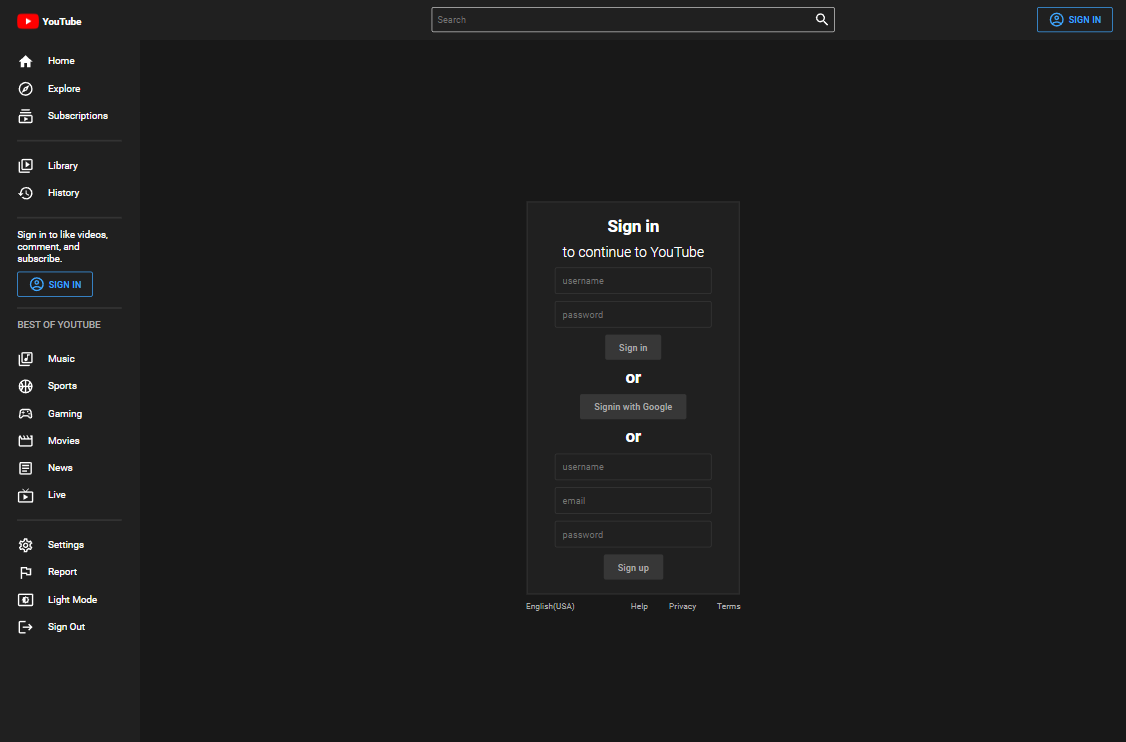 YouTube
Search
SIGN IN
Home
Explore
Subscriptions
Library
History
Sign in to like videos,
comment, and
subscribe.
SIGN IN
BEST OF YOUTUBE
Music
Sports
Gaming
Movies
News
Live
Settings
Report
Light Mode
Sign Out
Sign in
to continue to YouTube
username
password
Sign in
or
Signin with Google
or
username
email
password
Sign up
English(USA) Help Privacy Terms